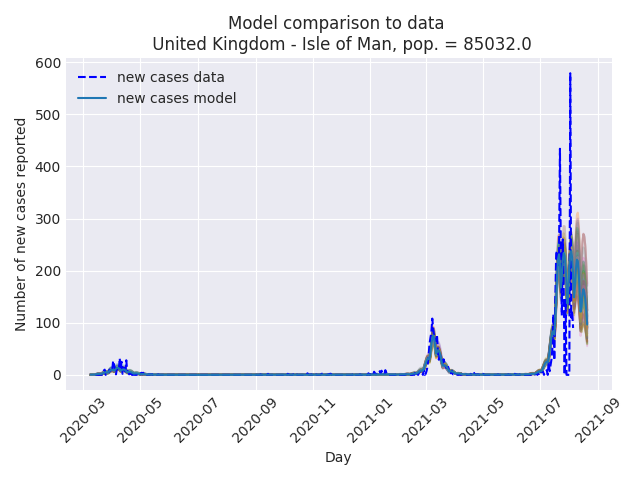 Model comparison to data
United Kingdom - Isle of Man, pop. = 85032.0
new cases data
new cases model
Number of new cases reported
600
500
400
300
200
100
0
2020-03
2020-05
2020-07
2020-09
2020-11
2021-01
2021-03
2021-05
2021-07
2021-09
Day